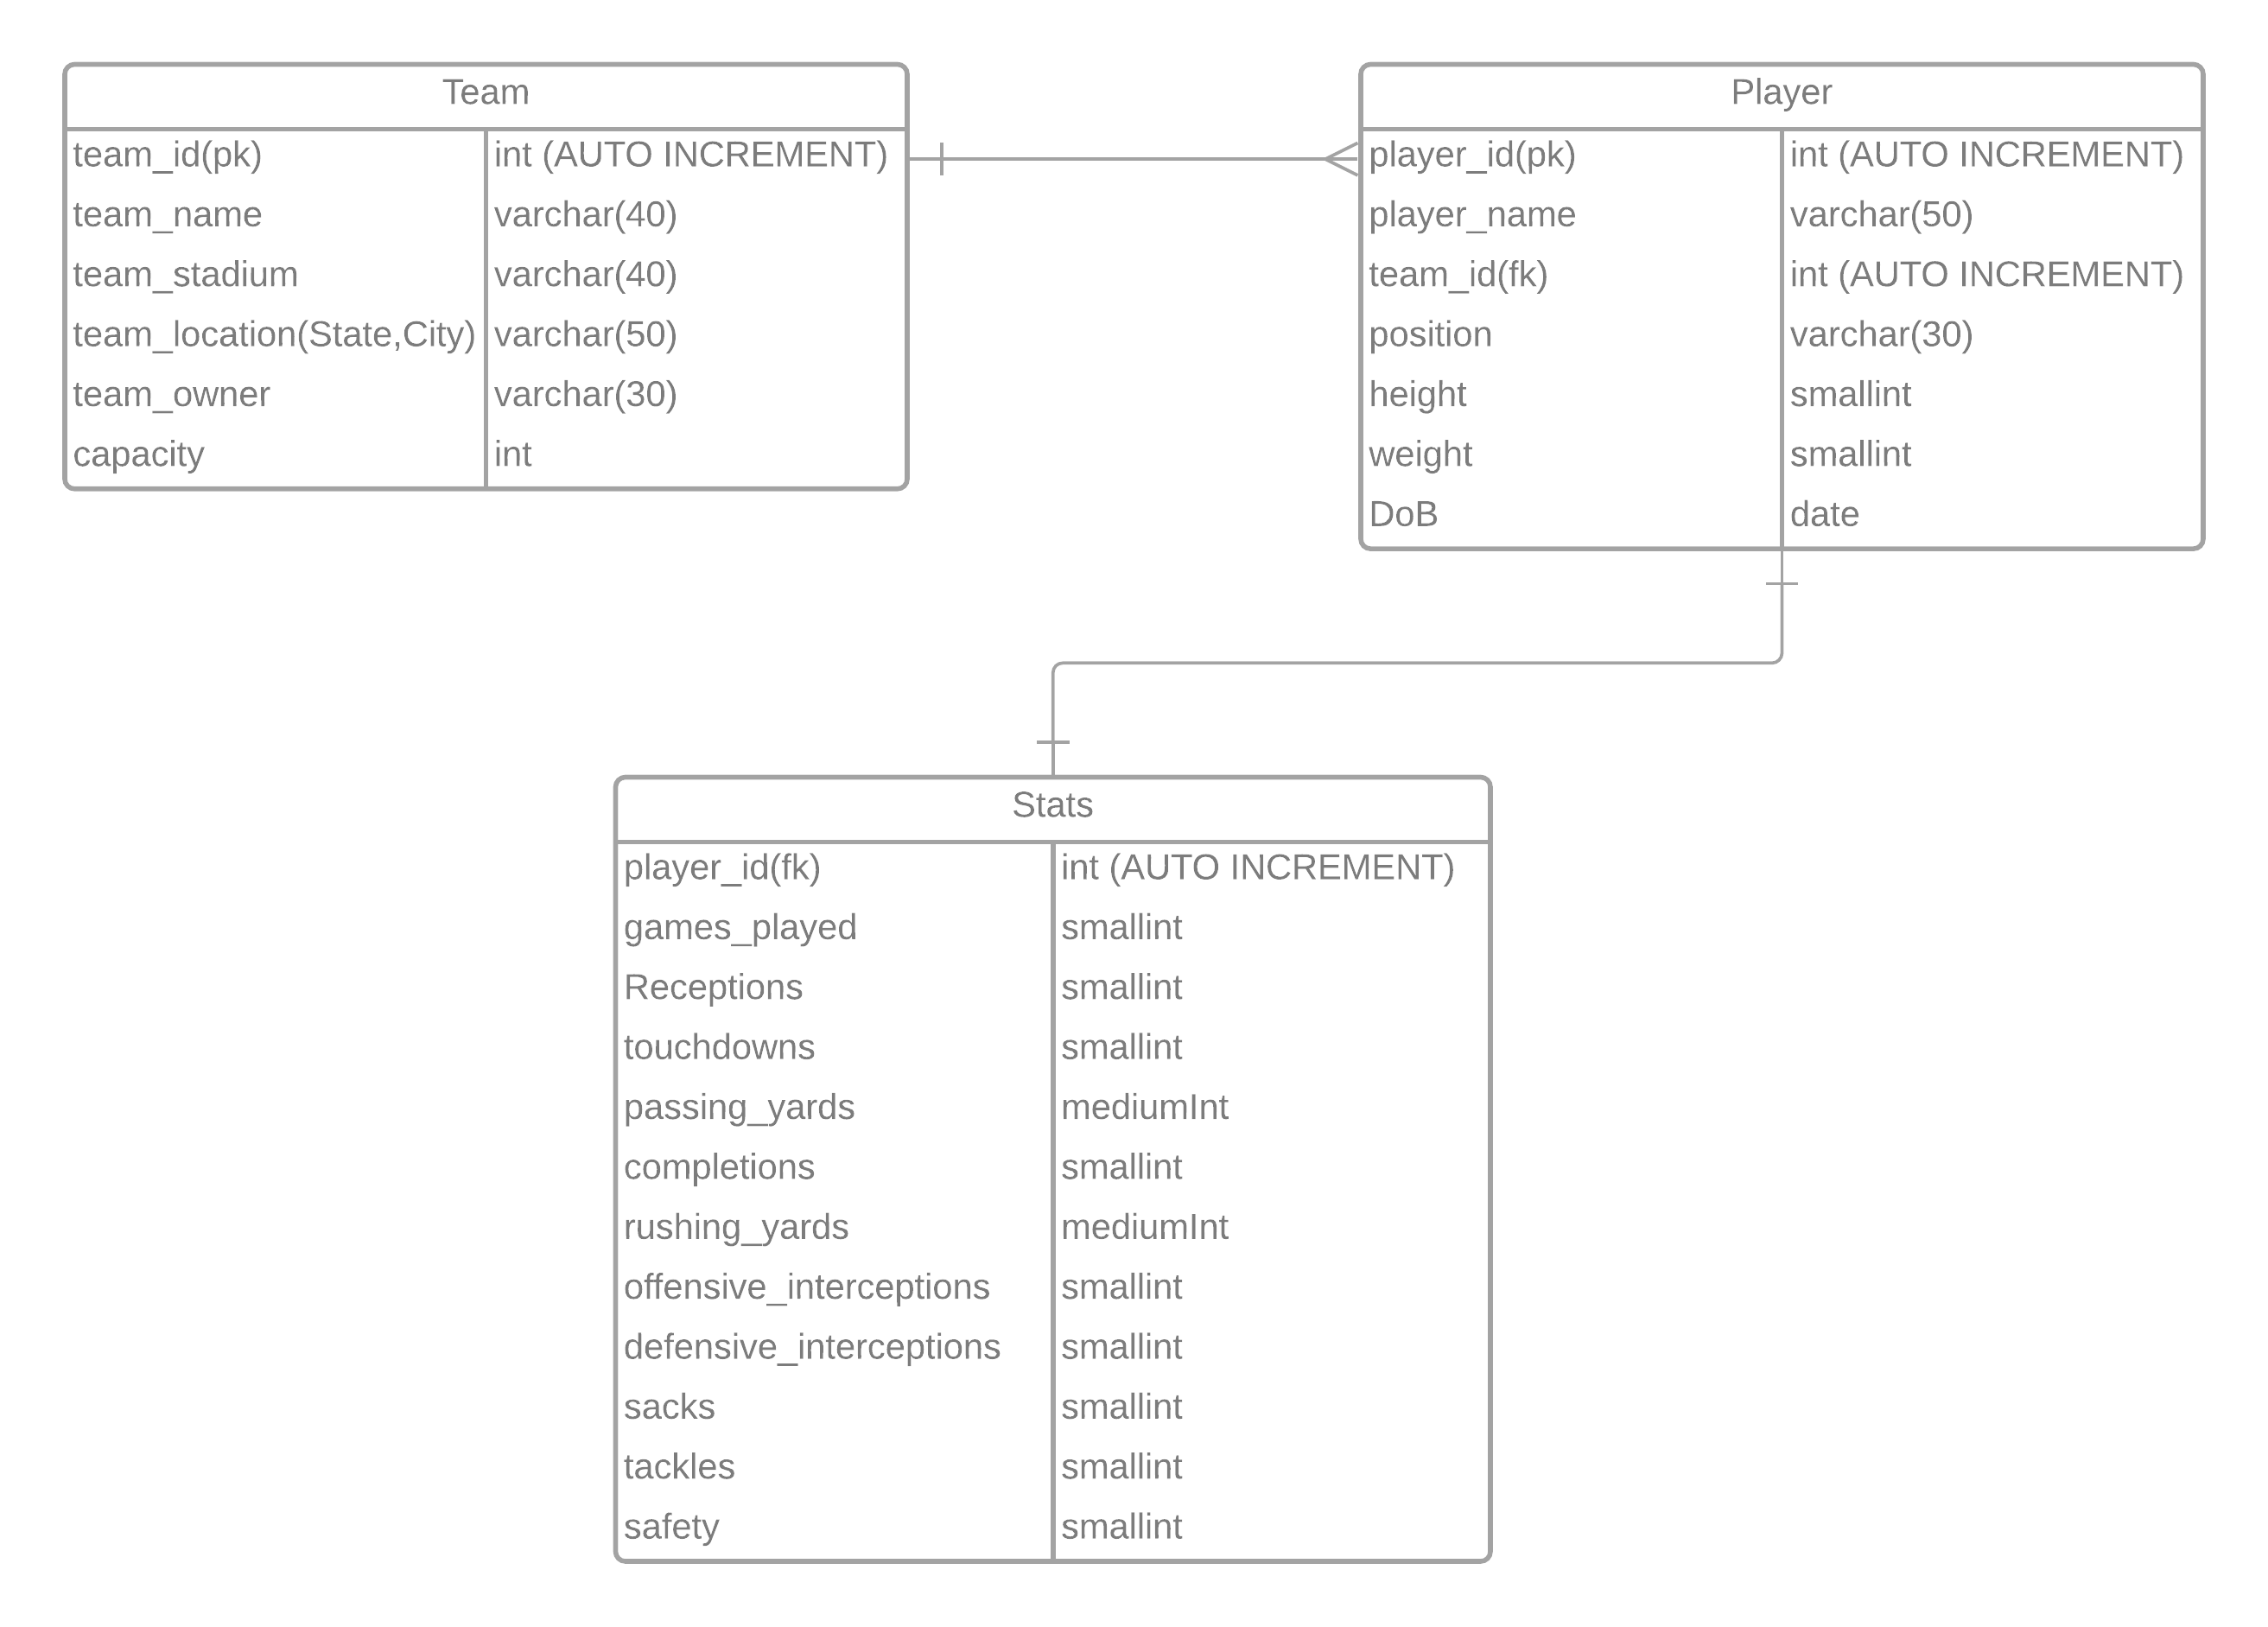 Team
team_id(pk) int (AUTO INCREMENT)
team_name varchar(40)
team_stadium varchar(40)
team_location(State,City) varchar(50)
team_owner varchar(30)
capacity int
Player
player_id(pk) int (AUTO INCREMENT)
player_name varchar(50)
team_id(fk) int (AUTO INCREMENT)
position varchar(30)
height smallint
weight smallint
DoB date
Stats
player_id(fk) int (AUTO INCREMENT)
games_played smallint
Receptions smallint
touchdowns smallint
passing_yards mediumInt
completions smallint
rushing_yards mediumInt
offensive_interceptions smallint
defensive_interceptions smallint
sacks smallint
tackles smallint
safety smallint